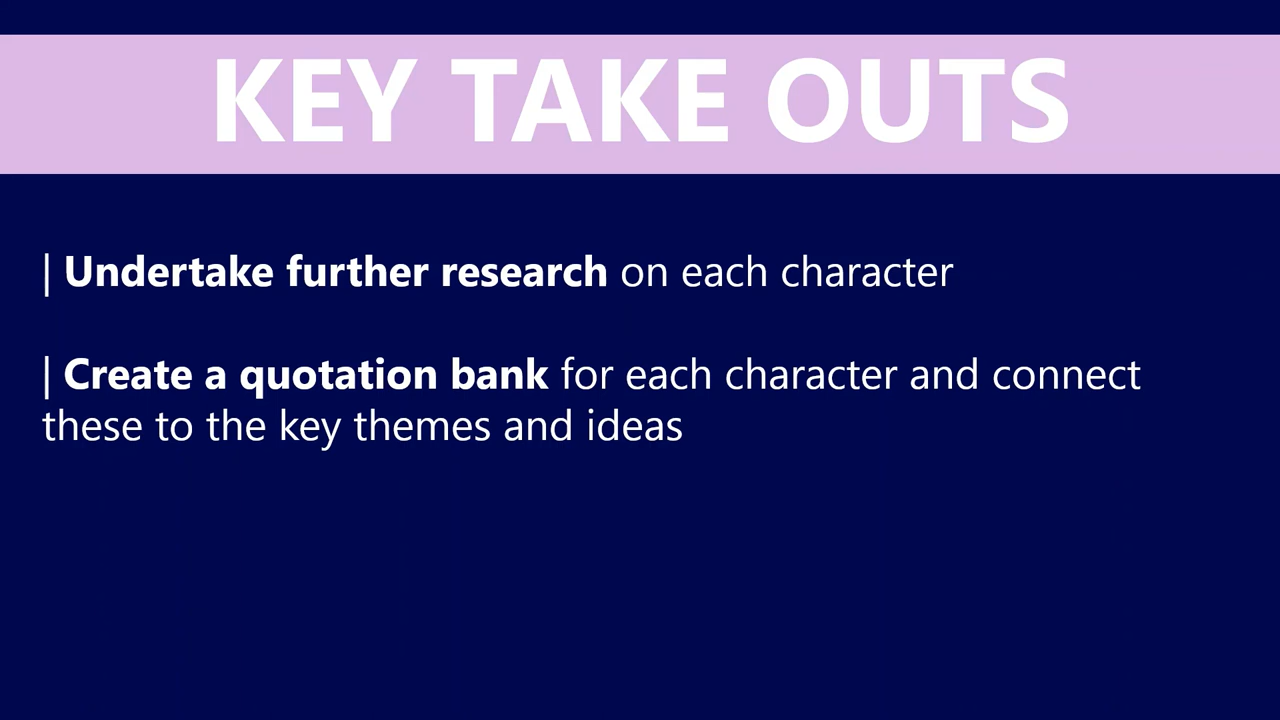 KEY TAKE OUTS
| Undertake further research on each character
| Create a quotation bank for each character and connect
these to the key themes and ideas